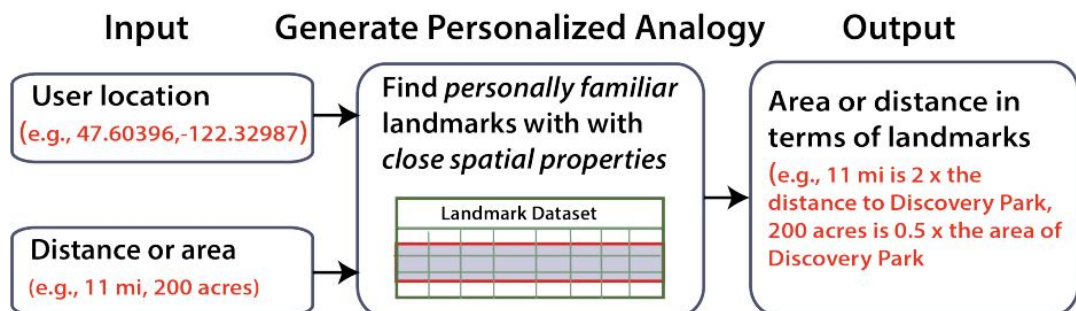 Input
Generate Personalized Analogy
Output
User location
(e.g., 47.60396,-122.32987)
Distance or area
(e.g., 11 mi, 200 acres)
Find personally familiar
landmarks with with
close spatial properties
Landmark Dataset
Area or distance in
terms of landmarks
(e.g., 11 mi is 2 x the
distance to Discovery Park,
200 acres is 0.5 x the area of
Discovery Park